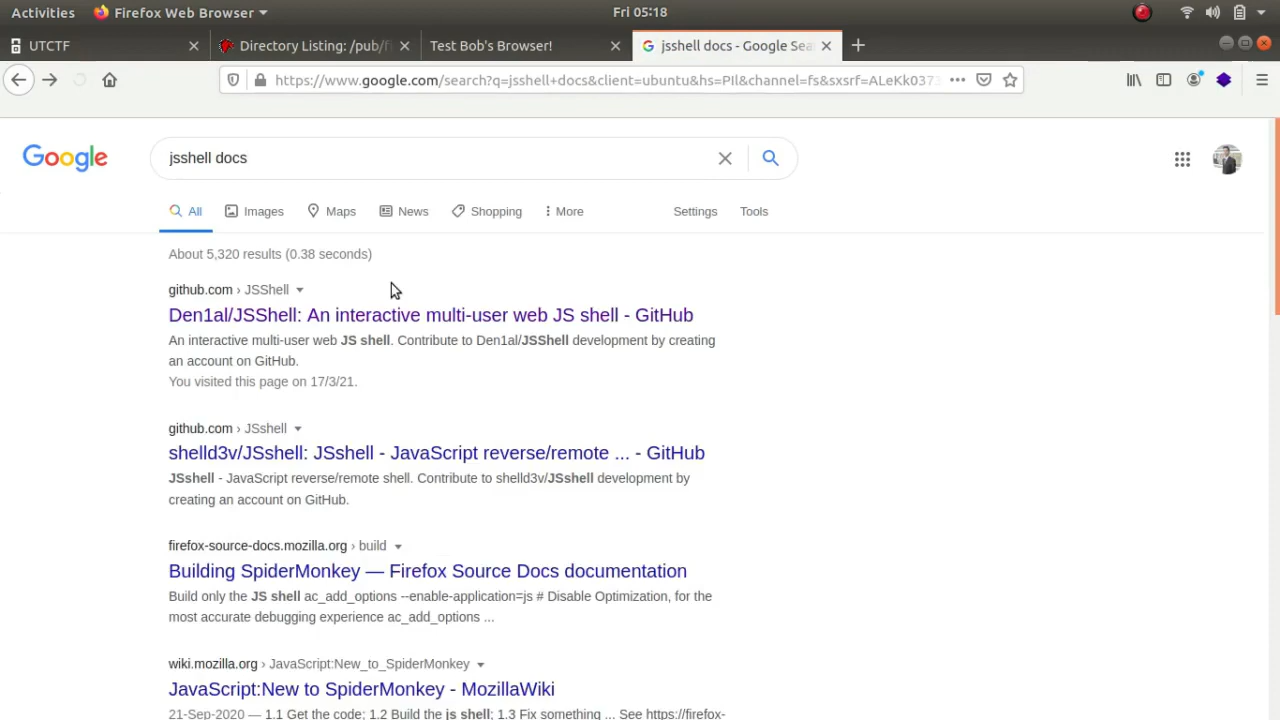 Activities Firefox Web Browser Fri 05:18
UTCTF Directory Listing: /pub/fi Test Bob's Browser! jsshell docs - Google Sea
https://www.google.com/search?q=jsshell+docs&client=ubuntu&hs=PIl&channel=fs&sxsrf=ALeKk0373
Google jsshell docs
All Images Maps News Shopping More Settings Tools
About 5,320 results (0.38 seconds)
github.com › JSShell
Den1al/JSShell: An interactive multi-user web JS shell - GitHub
An interactive multi-user web JS shell. Contribute to Den1al/JSShell development by creating
an account on GitHub.
You visited this page on 17/3/21.
github.com › JSshell
shelld3v/JSshell: JSshell - JavaScript reverse/remote ... - GitHub
JSshell - JavaScript reverse/remote shell. Contribute to shelld3v/JSshell development by
creating an account on GitHub.
firefox-source-docs.mozilla.org › build
Building SpiderMonkey — Firefox Source Docs documentation
Build only the JS shell ac_add_options --enable-application=js # Disable Optimization, for the
most accurate debugging experience ac_add_options ...
wiki.mozilla.org › JavaScript:New_to_SpiderMonkey
JavaScript:New to SpiderMonkey - MozillaWiki
21-Sep-2020 — 1.1 Get the code; 1.2 Build the js shell; 1.3 Fix something ... See https://firefox-